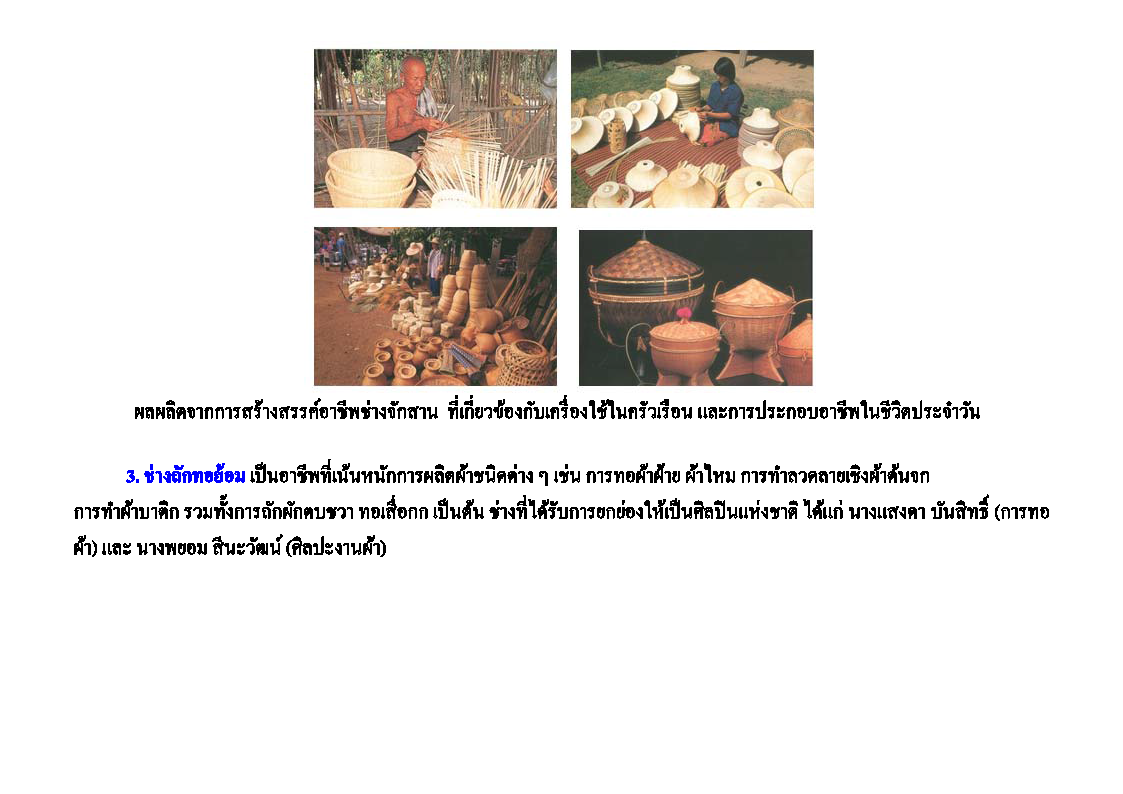 ผลผลิตจากการสร้างสรรค์อาชีพช่างจักสาน ที่เกี่ยวข้องกับเครื่องใช้ในครัวเรือน และการประกอบอาชีพในชีวิตประจำวัน
3. ช่างถักทอย้อม เป็นอาชีพที่เน้นหนักการผลิตผ้าชนิดต่าง ๆ เช่น การทอผ้าฝ้าย ผ้าไหม การทำลวดลายเชิงผ้าตีนจก
การทำผ้าบาติก รวมทั้งการถักผักตบชวา ทอเสื่อกก เป็นต้น ช่างที่ได้รับการยกย่องให้เป็นศิลปินแห่งชาติ ได้แก่ นางแสงดา บันสิทธิ์ (การทอ
ผ้า) และ นางพยอม สีนะวัฒน์ (ศิลปะงานผ้า)